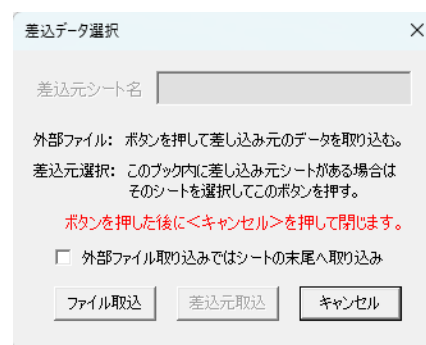 差込データ選択
差込元シート名
外部ファイル: ボタンを押して差し込み元のデータを取り込む。
差込元選択: このブック内に差し込み元シートがある場合は
そのシートを選択してこのボタンを押す。
ボタンを押した後に<キャンセル>を押して閉じます。
外部ファイル取り込みではシートの末尾へ取り込み
ファイル取込 差込元取込 キャンセル